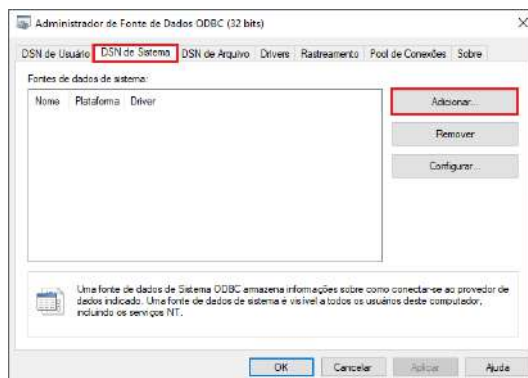 Administrador de Fonte de Dados ODBC (32 bits)
DSN de Usuário DSN de Sistema DSN de Arquivo Drivers Rastreamento Pool de Conexões Sobre
Fontes de dados de sistema:
Nome Plataforma Driver
Adicionar...
Remover
Configurar...
Uma fonte de dados de Sistema ODBC armazena informações sobre como conectar-se ao provedor de
dados indicado. Uma fonte de dados de sistema é visível a todos os usuários deste computador,
incluindo os serviços NT.
OK Cancelar Aplicar Ajuda